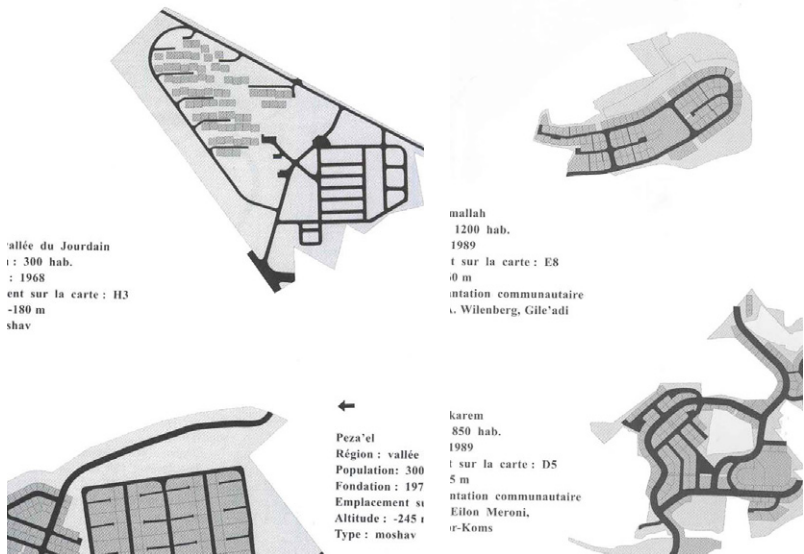 vallée du Jourdain
: 300 hab.
: 1968
ent sur la carte : H3
-180 m
shav
mallah
1200 hab.
1989
t sur la carte : E8
0 m
ntation communautaire
A. Wilenberg, Gile'adi
Peza'el
Région : vallée
Population: 300
Fondation : 197
Emplacement su
Altitude : -245
Type : moshav
karem
850 hab.
1989
t sur la carte : D5
5 m
ntation communautaire
Eilon Meroni,
r-Koms